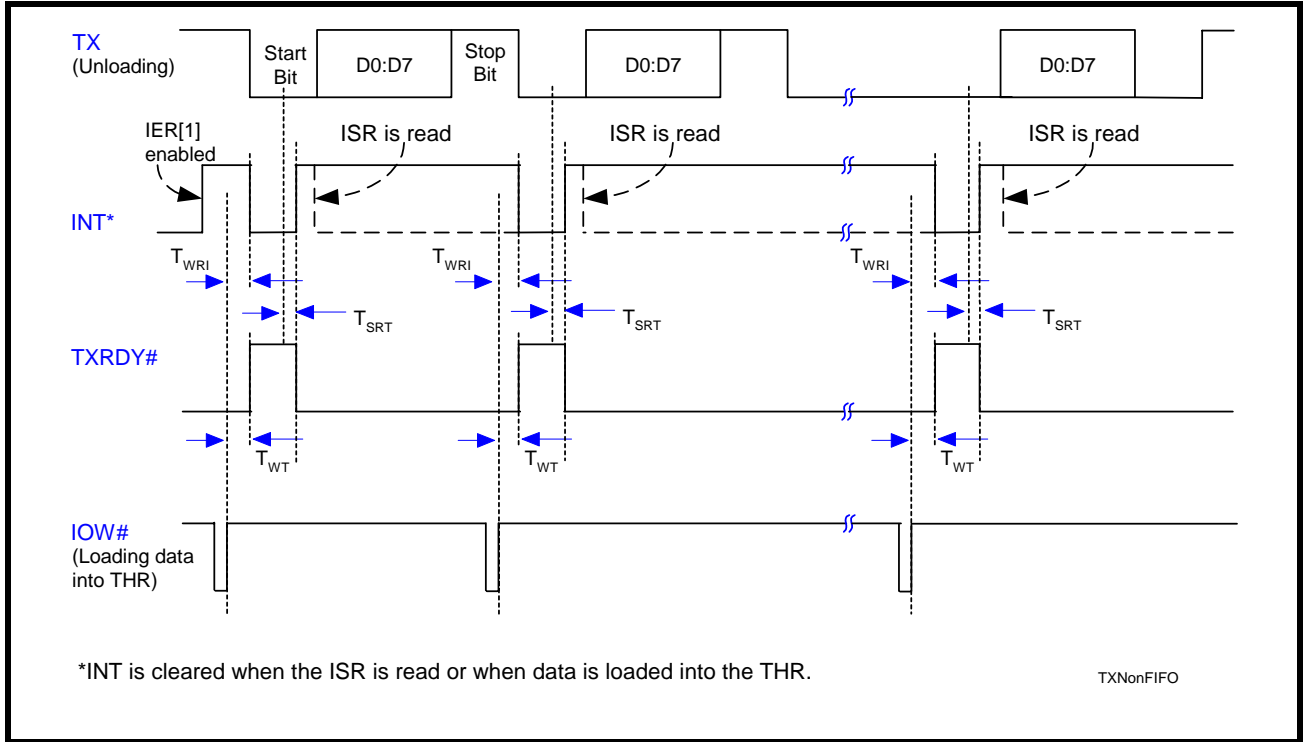 TX
(Unloading)
Start
Bit
D0:D7
Stop
Bit
D0:D7
D0:D7
IER[1]
enabled
ISR is read
ISR is read
ISR is read
INT*
TWRI
TWRI
TWRI
TSRT
TSRT
TSRT
TXRDY#
TWT
TWT
TWT
IOW#
(Loading data
into THR)
*INT is cleared when the ISR is read or when data is loaded into the THR.
TXNonFIFO